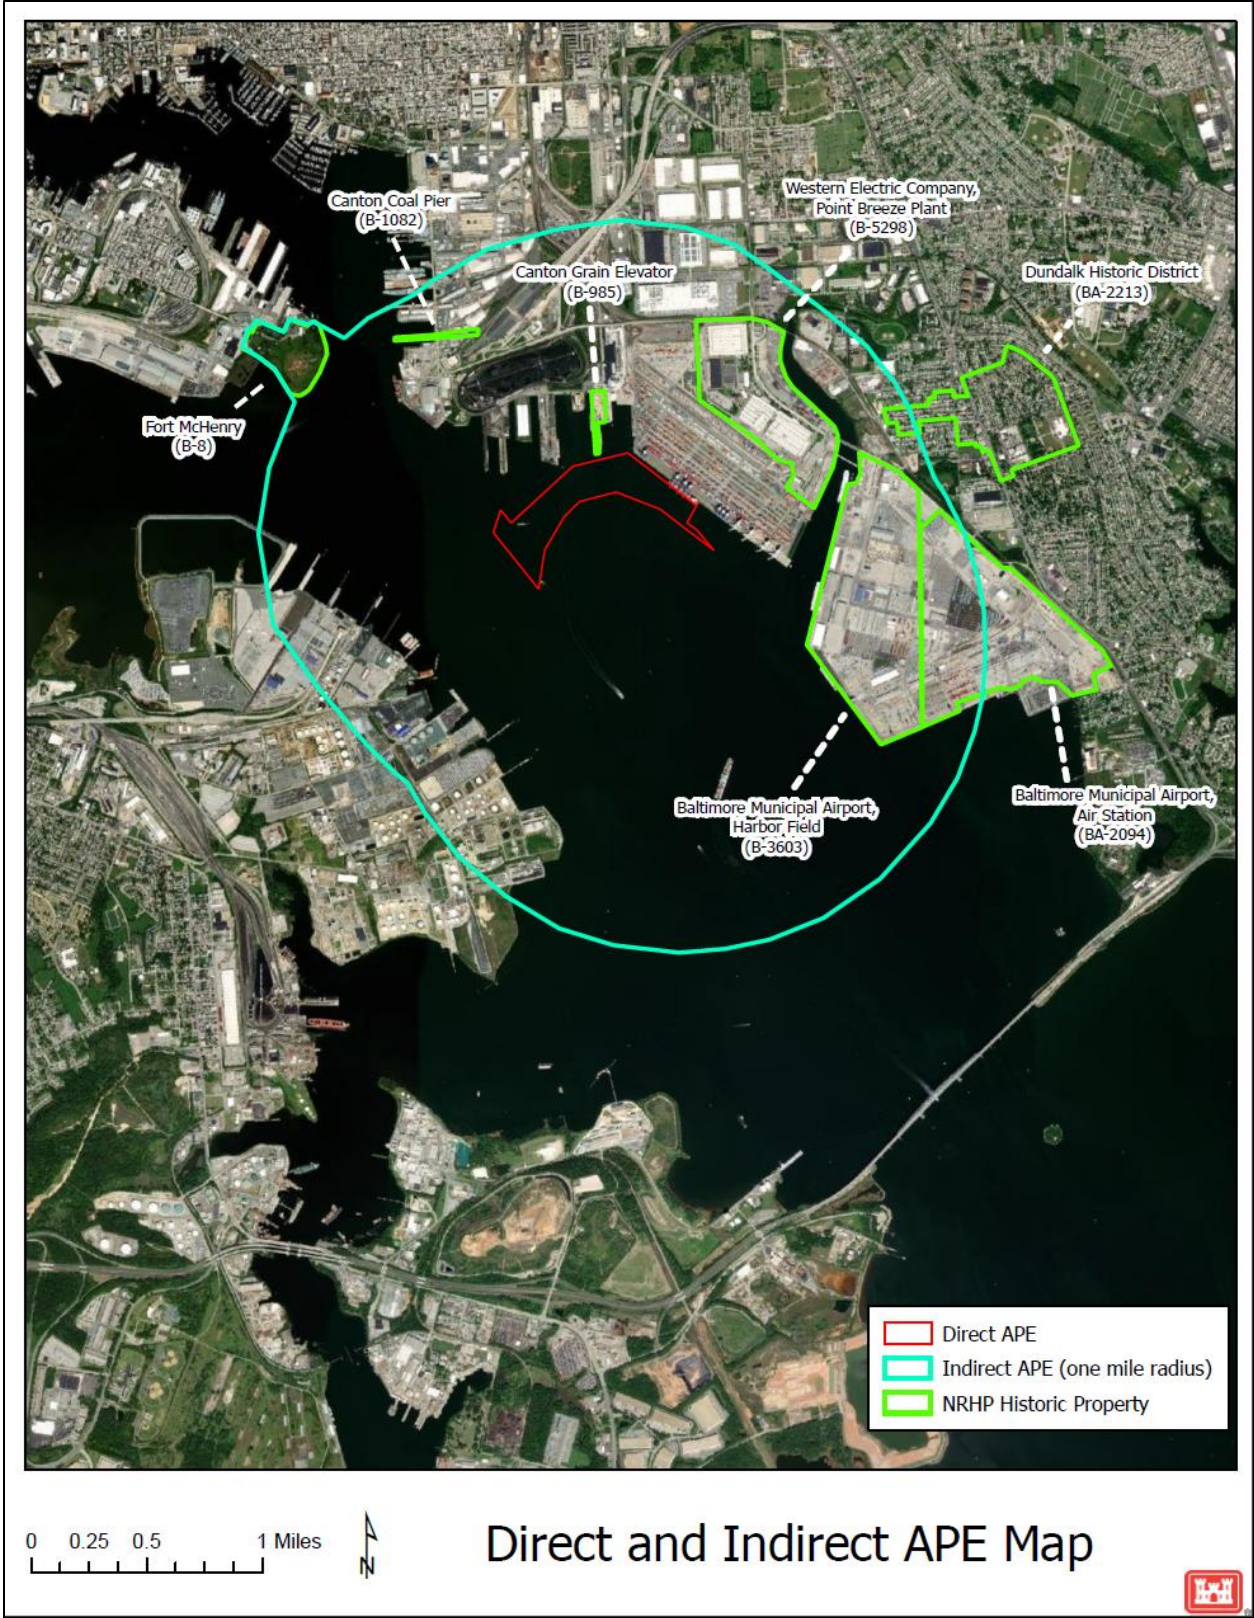 Canton Coal Pier
(B-1082)
Western Electric Company,
Point Breeze Plant
(B-5298)
Canton Grain Elevator
(B-985)
Dundalk Historic District
(BA-2213)
Fort McHenry
(B-8)
Baltimore Municipal Airport,
Harbor Field
(B-3603)
Baltimore Municipal Airport,
Air Station
(BA-2094)
Direct APE
Indirect APE (one mile radius)
NRHP Historic Property
0 0.25 0.5 1 Miles
N
Direct and Indirect APE Map